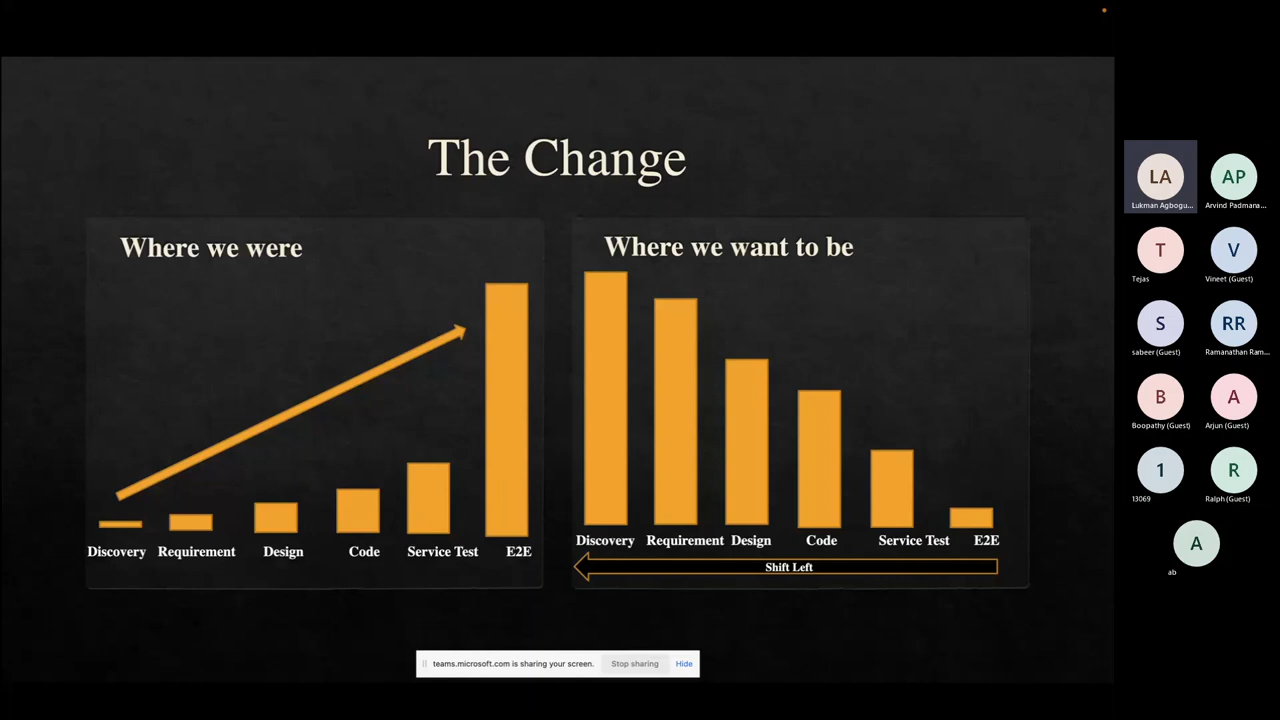 The Change
Where we were
Discovery Requirement Design Code Service Test E2E
Where we want to be
Discovery Requirement Design Code Service Test E2E
Shift Left
teams.microsoft.com is sharing your screen. Stop sharing Hide
LA AP
Lukman Agbogu... Arvind Padmana...
T V
Tejas Vineet (Guest)
S RR
sabeer (Guest) Ramanathan Ram...
B A
Boopathy (Guest) Arjun (Guest)
1 R
13069 Ralph (Guest)
A
ab